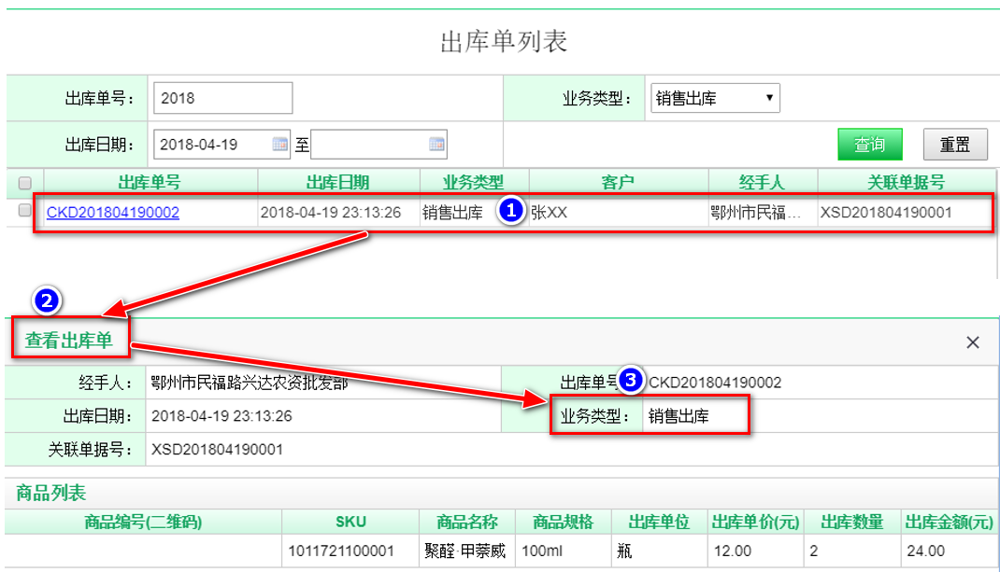 出库单列表
出库单号： 2018 业务类型： 销售出库
出库日期： 2018-04-19 至 查询 重置
出库单号 出库日期 业务类型 客户 经手人 关联单据号
CKD201804190002 2018-04-19 23:13:26 销售出库 1 张XX 鄂州市民福… XSD201804190001
2
查看出库单 ×
经手人： 鄂州市民福路兴达农资批发部 出库单号 3 CKD201804190002
出库日期： 2018-04-19 23:13:26 业务类型： 销售出库
关联单据号： XSD201804190001
商品列表
商品编号(二维码) SKU 商品名称 商品规格 出库单位 出库单价(元) 出库数量 出库金额(元)
1011721100001 聚醛·甲萘威 100ml 瓶 12.00 2 24.00